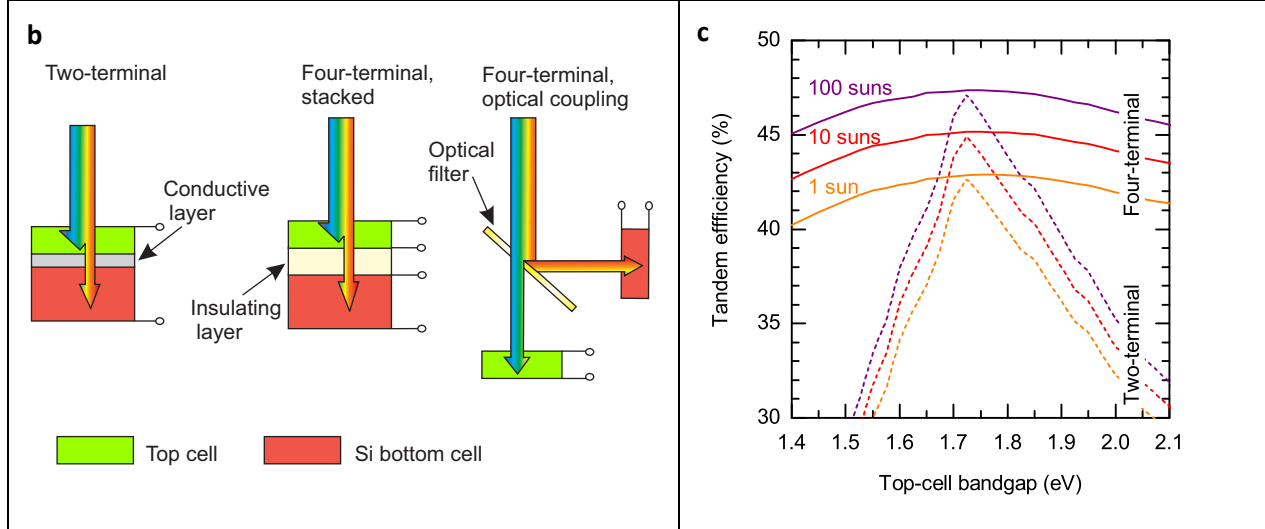 b
Two-terminal
Four-terminal,
stacked
Four-terminal,
optical coupling
Optical
filter
Conductive
layer
Insulating
layer
Top cell
Si bottom cell
c
50
45
40
35
30
Tandem efficiency (%)
100 suns
10 suns
1 sun
Four-terminal
Two-terminal
1.4
1.5
1.6
1.7
1.8
1.9
2.0
2.1
Top-cell bandgap (eV)